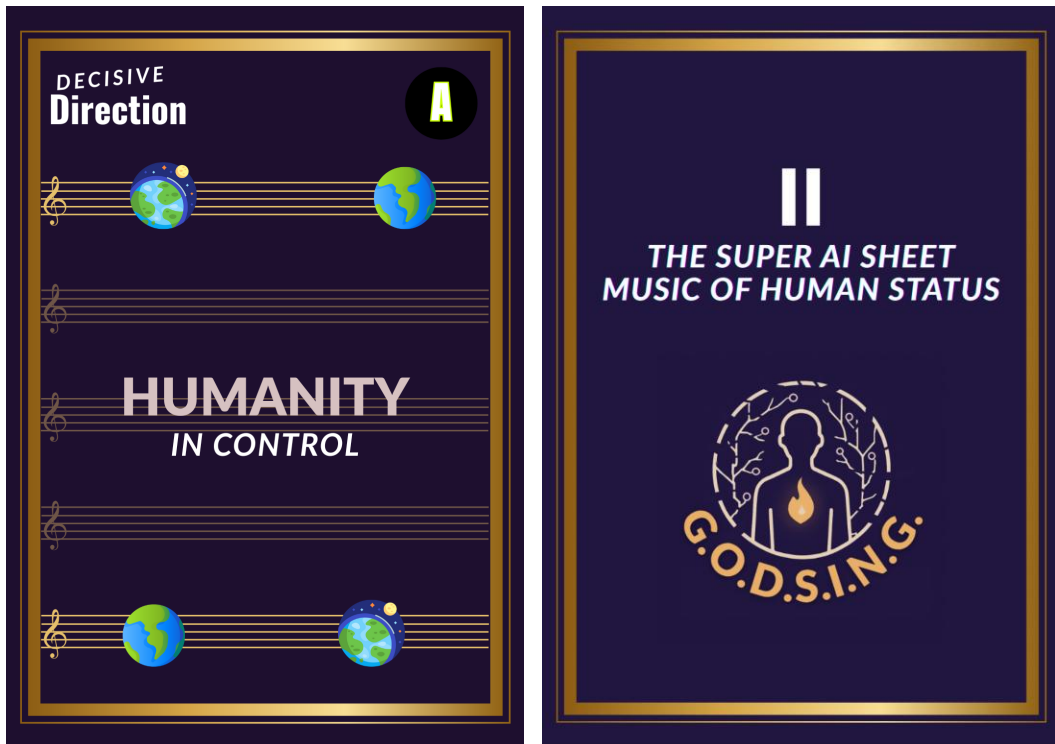 DECISIVE
Direction
A
HUMANITY
IN CONTROL
II
THE SUPER AI SHEET
MUSIC OF HUMAN STATUS
G.O.D.S.I.N.G.